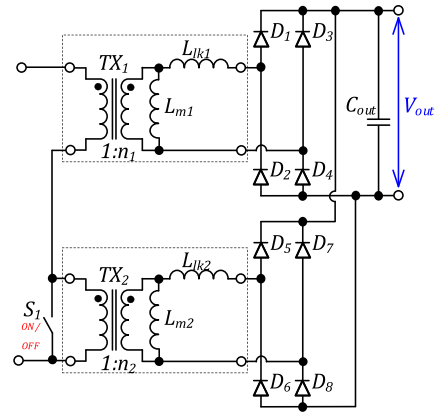 D1 D3
Llk1
TX1
Lm1
Cout
Vout
1:n1
D2 D4
D5 D7
Llk2
TX2
S1
ON/
OFF
Lm2
1:n2
D6 D8